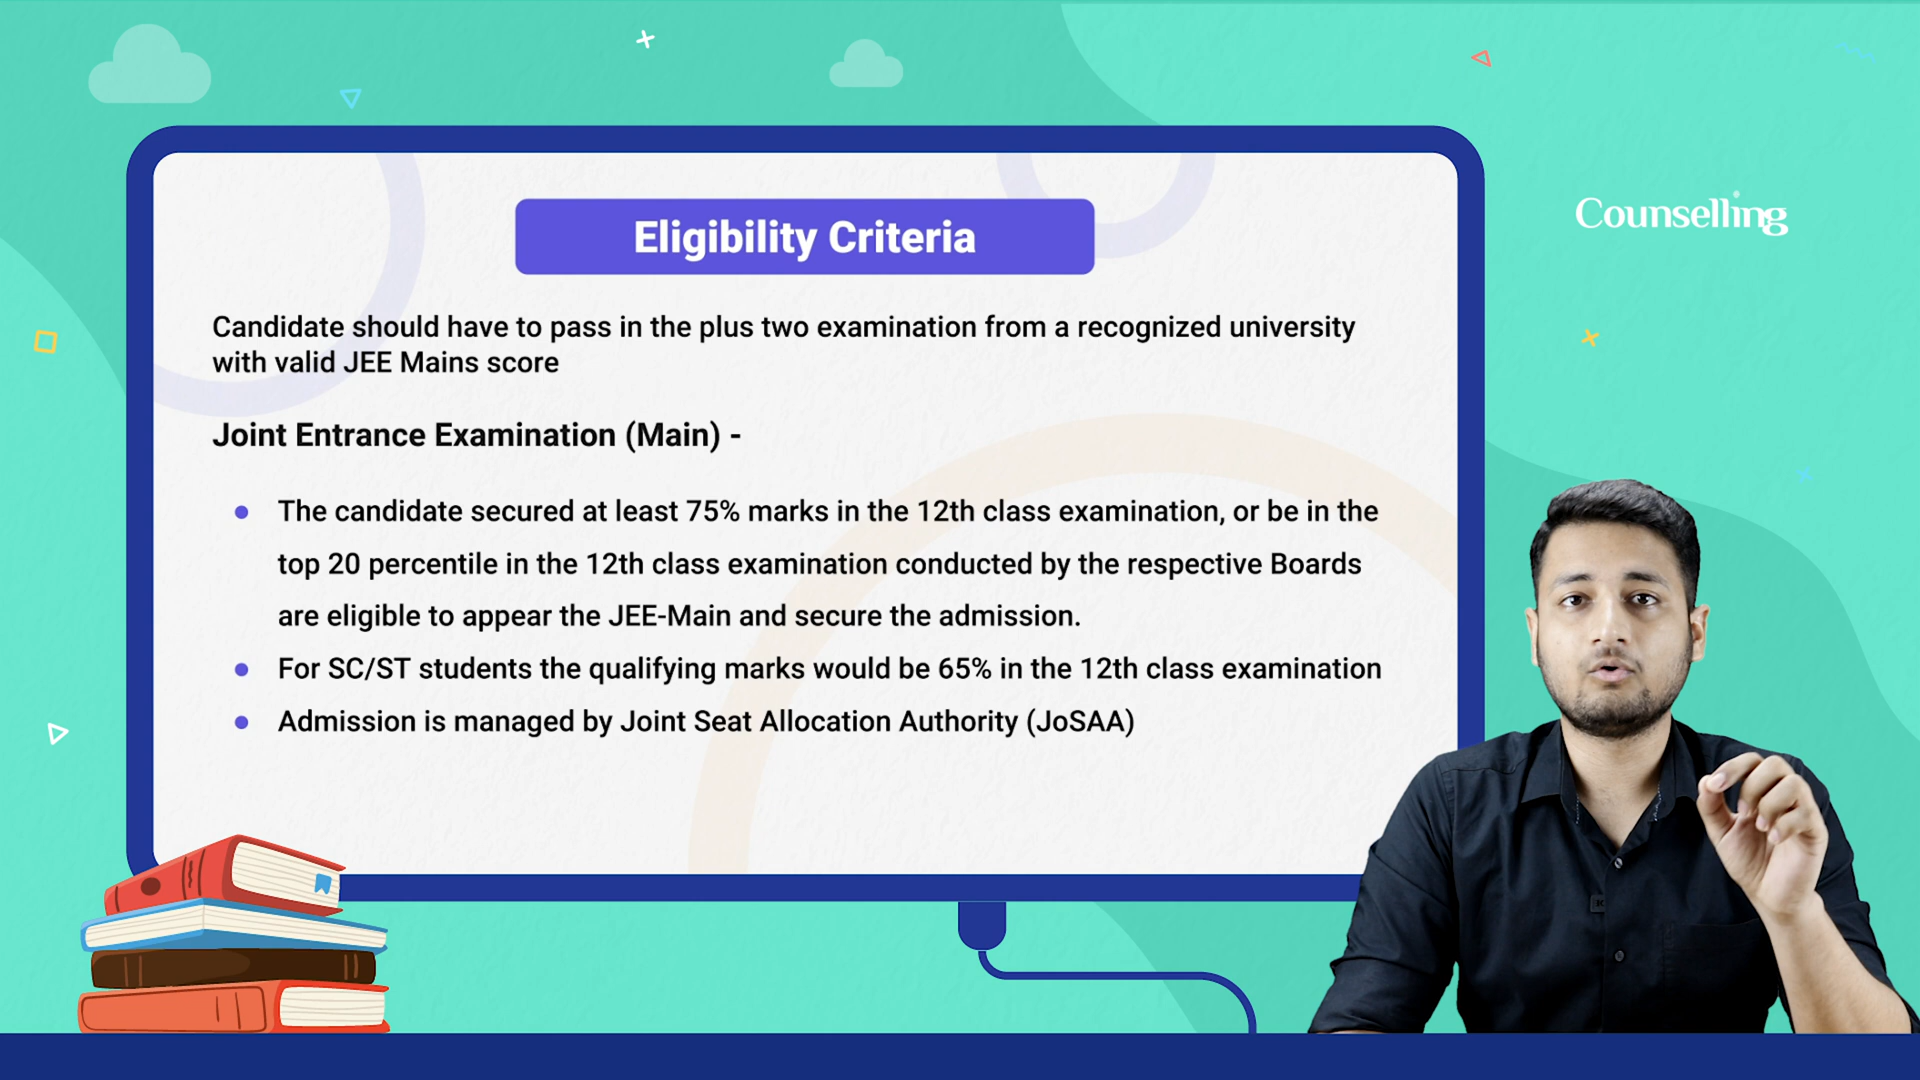 Counselling
Eligibility Criteria
Candidate should have to pass in the plus two examination from a recognized university
with valid JEE Mains score
Joint Entrance Examination (Main) -
The candidate secured at least 75% marks in the 12th class examination, or be in the
top 20 percentile in the 12th class examination conducted by the respective Boards
are eligible to appear the JEE-Main and secure the admission.
For SC/ST students the qualifying marks would be 65% in the 12th class examination
Admission is managed by Joint Seat Allocation Authority (JoSAA)